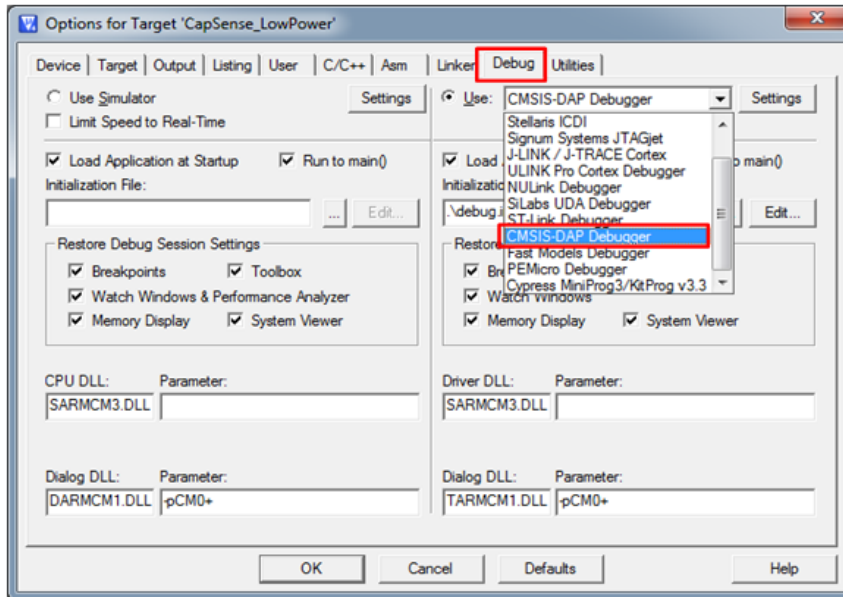 Options for Target 'CapSense_LowPower'
Device Target Output Listing User C/C++ Asm Linker Debug Utilities
Use Simulator Settings
Limit Speed to Real-Time
Use: CMSIS-DAP Debugger Settings
Stellaris ICDI
Signum Systems JTAGjet
J-LINK / J-TRACE Cortex
ULINK Pro Cortex Debugger
NULink Debugger
SiLabs UDA Debugger
ST-Link Debugger
CMSIS-DAP Debugger
Fast Models Debugger
PEMicro Debugger
Cypress MiniProg3/KitProg v3.3
Load Application at Startup Run to main()
Initialization File:
... Edit...
Restore Debug Session Settings
Breakpoints Toolbox
Watch Windows & Performance Analyzer
Memory Display System Viewer
CPU DLL: Parameter:
SARMCM3.DLL
Dialog DLL: Parameter:
DARMCM1.DLL -pCM0+
Load
main()
.\debug.i Edit...
Watch Windows
Memory Display System Viewer
Driver DLL: Parameter:
SARMCM3.DLL
Dialog DLL: Parameter:
TARMCM1.DLL -pCM0+
OK Cancel Defaults Help